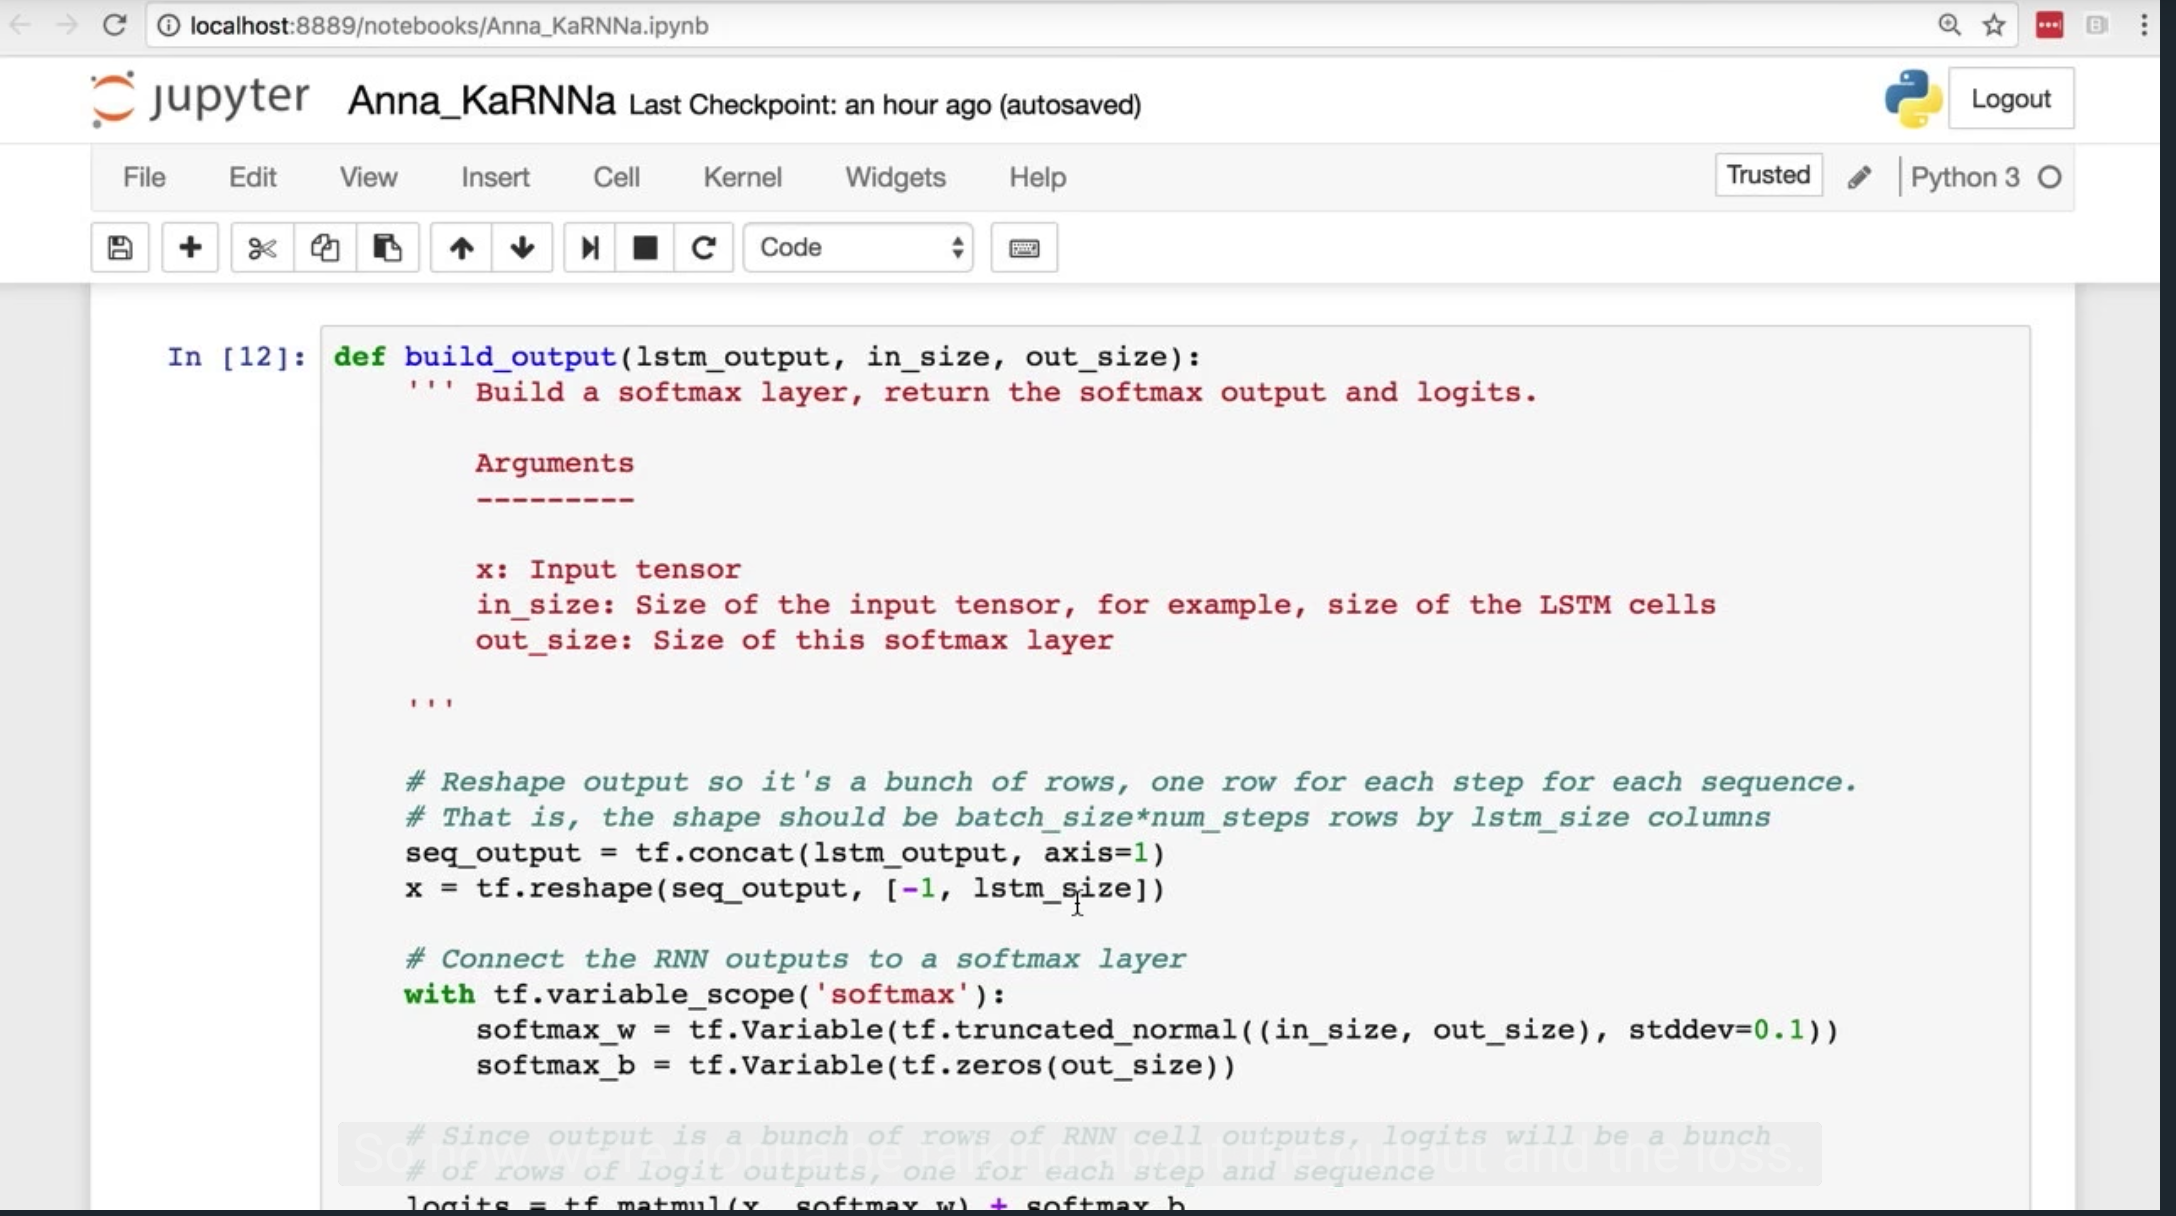 localhost:8889/notebooks/Anna_KaRNNa.ipynb
jupyter Anna_KaRNNa Last Checkpoint: an hour ago (autosaved) Logout
File Edit View Insert Cell Kernel Widgets Help Trusted Python 3
Code
In [12]: def build_output(lstm_output, in_size, out_size):
''' Build a softmax layer, return the softmax output and logits.
Arguments
---------
x: Input tensor
in_size: Size of the input tensor, for example, size of the LSTM cells
out_size: Size of this softmax layer
'''
# Reshape output so it's a bunch of rows, one row for each step for each sequence.
# That is, the shape should be batch_size*num_steps rows by lstm_size columns
seq_output = tf.concat(lstm_output, axis=1)
x = tf.reshape(seq_output, [-1, lstm_size])
# Connect the RNN outputs to a softmax layer
with tf.variable_scope('softmax'):
softmax_w = tf.Variable(tf.truncated_normal((in_size, out_size), stddev=0.1))
softmax_b = tf.Variable(tf.zeros(out_size))
# Since output is a bunch of rows of RNN cell outputs, logits will be a bunch
So now we're gonna be talking about the output and the loss.
# of rows of logit outputs, one for each step and sequence
logits = tf.matmul(x, softmax_w) + softmax_b